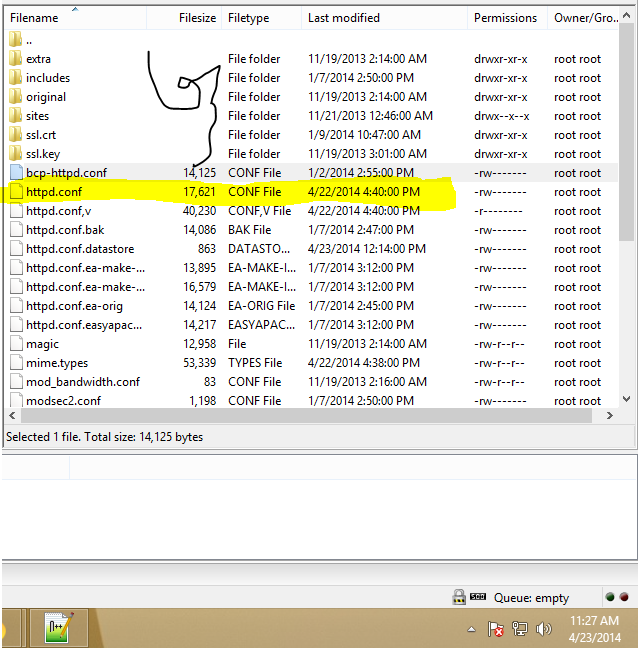 Filename Filesize Filetype Last modified Permissions Owner/Gro...
..
extra File folder 11/19/2013 2:14:00 AM drwxr-xr-x root root
includes File folder 1/7/2014 2:50:00 PM drwxr-xr-x root root
original File folder 11/19/2013 2:14:00 AM drwxr-xr-x root root
sites File folder 11/21/2013 12:46:00 AM drwx--x--x root root
ssl.crt File folder 1/9/2014 10:47:00 AM drwxr-xr-x root root
ssl.key File folder 11/19/2013 3:01:00 AM drwxr-xr-x root root
bcp-httpd.conf 14,125 CONF File 1/2/2014 2:55:00 PM -rw------- root root
httpd.conf 17,621 CONF File 4/22/2014 4:40:00 PM -rw------- root root
httpd.conf,v 40,230 CONF,V File 4/22/2014 4:40:00 PM -r-------- root root
httpd.conf.bak 14,086 BAK File 1/7/2014 2:47:00 PM -rw------- root root
httpd.conf.datastore 863 DATASTO... 4/23/2014 12:14:00 PM -rw------- root root
httpd.conf.ea-make-... 13,895 EA-MAKE-I... 1/7/2014 3:12:00 PM -rw------- root root
httpd.conf.ea-make-... 16,579 EA-MAKE-I... 1/7/2014 3:12:00 PM -rw------- root root
httpd.conf.ea-orig 14,124 EA-ORIG File 1/7/2014 2:45:00 PM -rw------- root root
httpd.conf.easyapac... 14,217 EASYAPAC... 1/7/2014 3:12:00 PM -rw------- root root
magic 12,958 File 11/19/2013 2:14:00 AM -rw-r--r-- root root
mime.types 53,339 TYPES File 4/22/2014 4:38:00 PM -rw-r--r-- root root
mod_bandwidth.conf 83 CONF File 11/19/2013 2:16:00 AM -rw-r--r-- root root
modsec2.conf 1,198 CONF File 1/7/2014 2:50:00 PM -rw------- root root
Selected 1 file. Total size: 14,125 bytes
Queue: empty
11:27 AM
4/23/2014